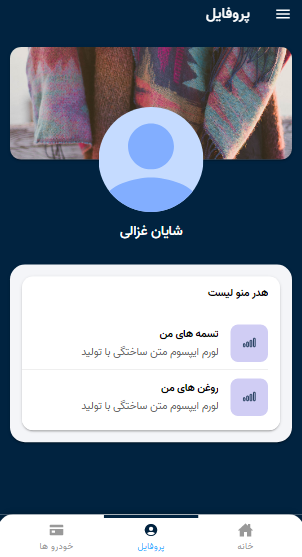 پروفایل
شایان غزالی
هدر منو لیست
تسمه های من
لورم ایپسوم متن ساختگی با تولید
روغن های من
لورم ایپسوم متن ساختگی با تولید
خانه
پروفایل
خودرو ها